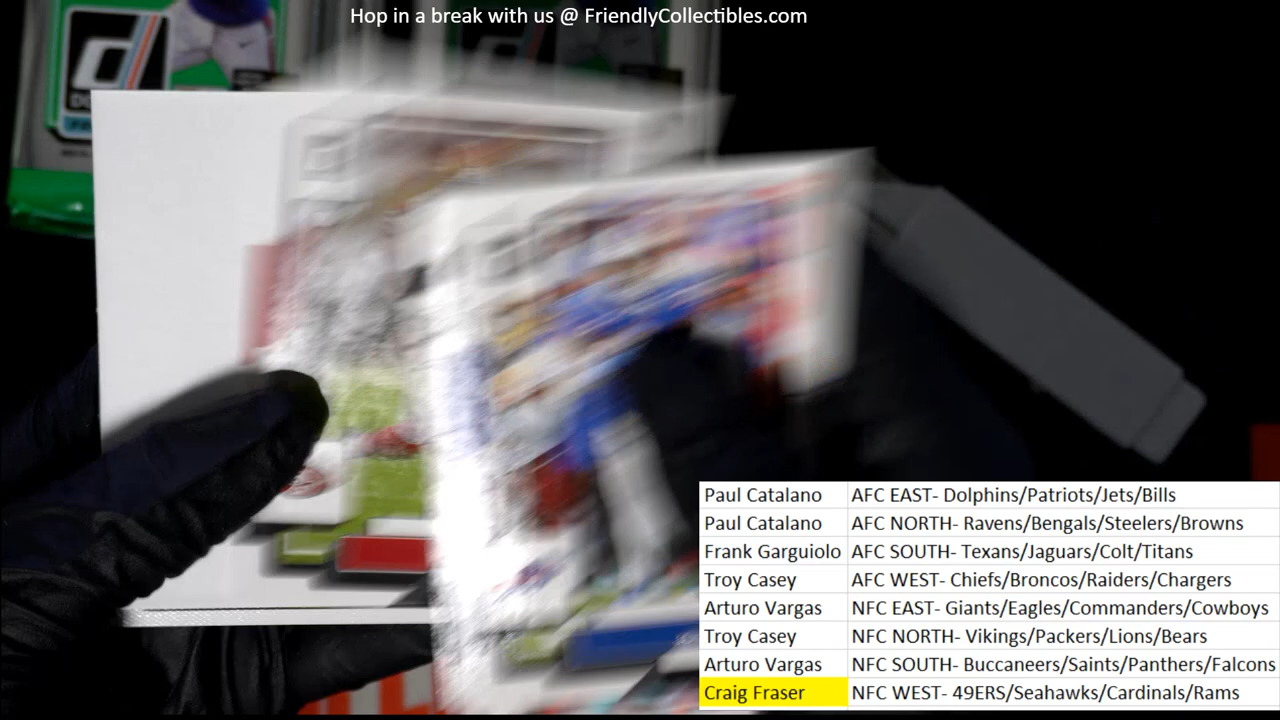 Hop in a break with us @ FriendlyCollectibles.com
Paul Catalano AFC EAST- Dolphins/Patriots/Jets/Bills
Paul Catalano AFC NORTH- Ravens/Bengals/Steelers/Browns
Frank Garguiolo AFC SOUTH- Texans/Jaguars/Colt/Titans
Troy Casey AFC WEST- Chiefs/Broncos/Raiders/Chargers
Arturo Vargas NFC EAST- Giants/Eagles/Commanders/Cowboys
Troy Casey NFC NORTH- Vikings/Packers/Lions/Bears
Arturo Vargas NFC SOUTH- Buccaneers/Saints/Panthers/Falcons
Craig Fraser NFC WEST- 49ERS/Seahawks/Cardinals/Rams